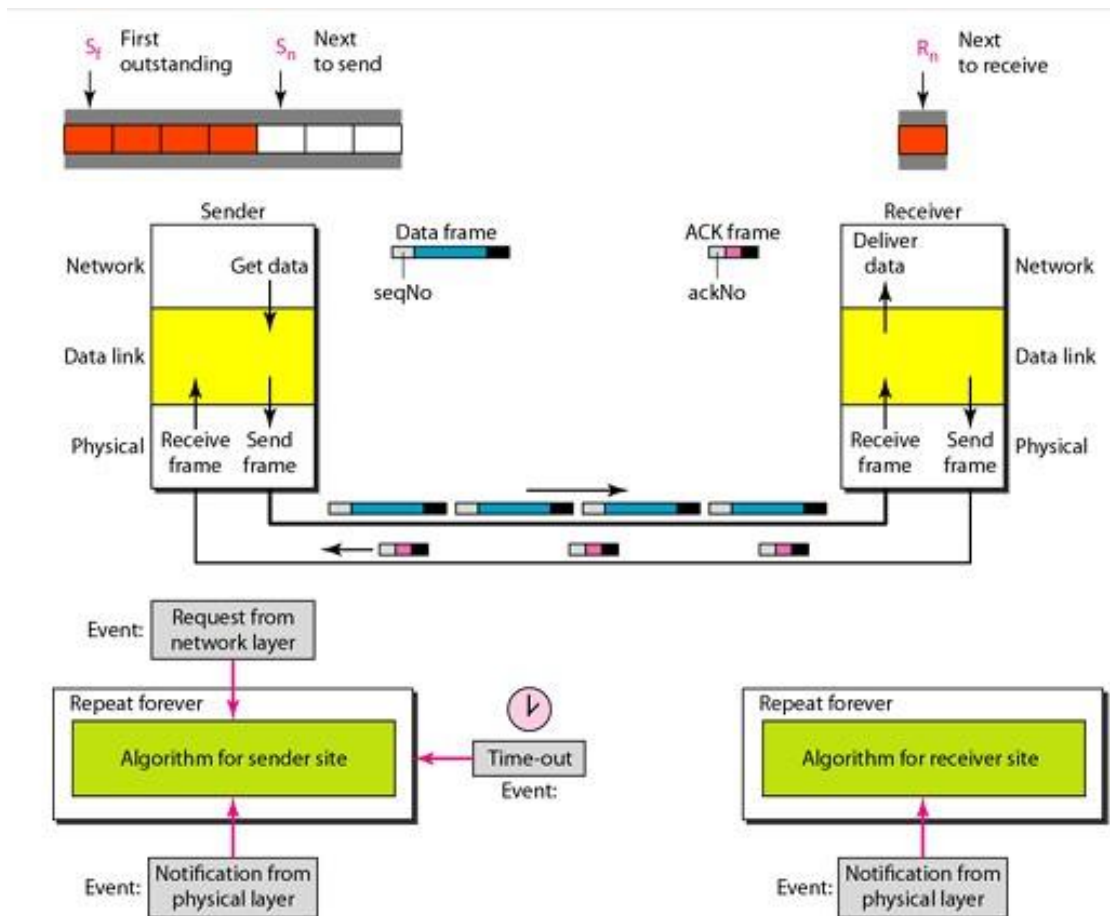 Sf First
outstanding
Sn Next
to send
Rn Next
to receive
Sender
Data frame
seqNo
ACK frame
ackNo
Receiver
Network
Get data
Deliver
data
Network
Data link
Data link
Physical
Receive
frame
Send
frame
Receive
frame
Send
frame
Physical
Event:
Request from
network layer
Repeat forever
Algorithm for sender site
Time-out
Event:
Repeat forever
Algorithm for receiver site
Event:
Notification from
physical layer
Event:
Notification from
physical layer